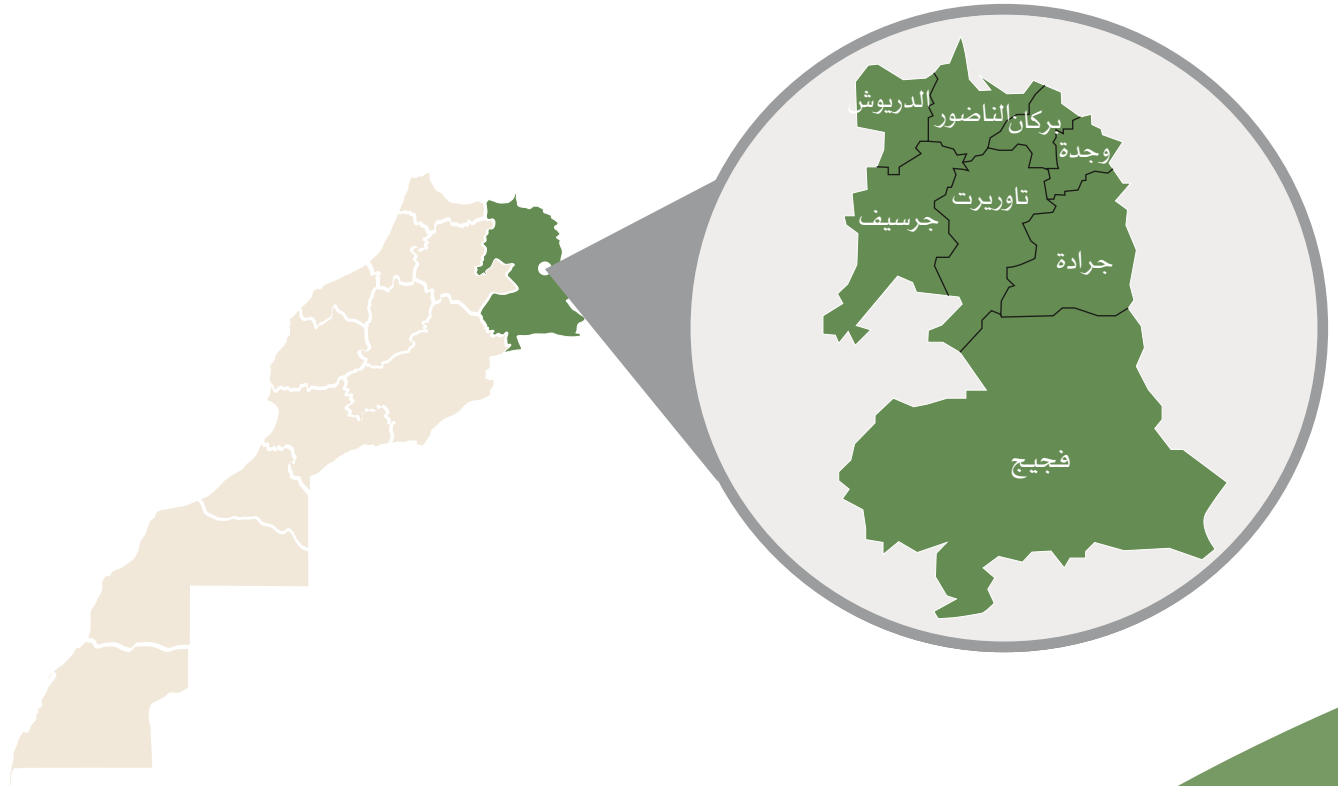 الدريوش
الناضور
بركان
وجدة
تاوريرت
جرسيف
جرادة
فجيج